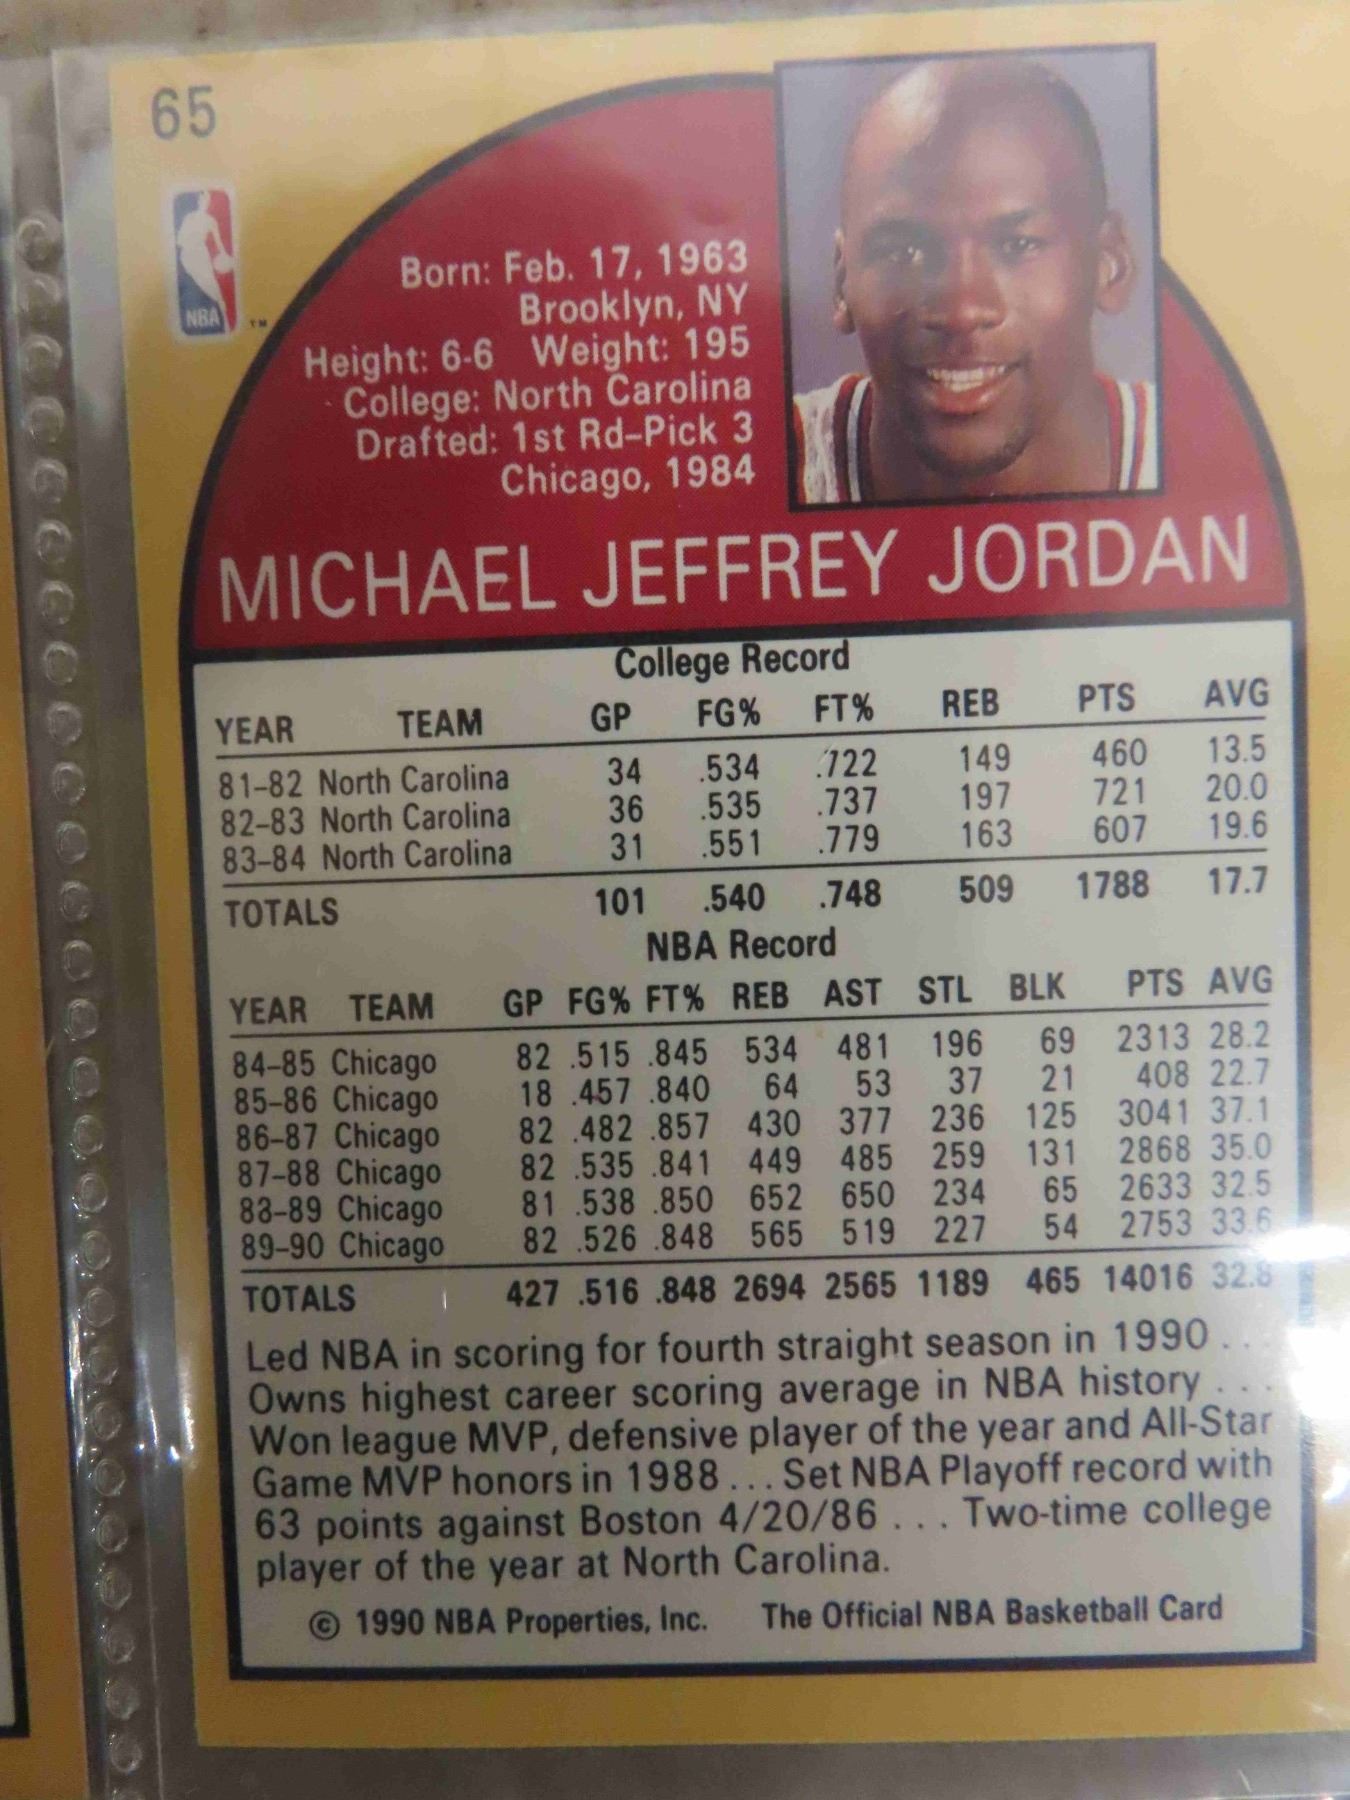 65
NBA
TM
Born: Feb. 17, 1963
Brooklyn, NY
Height: 6-6 Weight: 195
College: North Carolina
Drafted: 1st Rd-Pick 3
Chicago, 1984
MICHAEL JEFFREY JORDAN
College Record
YEAR TEAM GP FG% FT% REB PTS AVG
81-82 North Carolina 34 .534 .722 149 460 13.5
82-83 North Carolina 36 .535 .737 197 721 20.0
83-84 North Carolina 31 .551 .779 163 607 19.6
TOTALS 101 .540 .748 509 1788 17.7
NBA Record
YEAR TEAM GP FG% FT% REB AST STL BLK PTS AVG
84-85 Chicago 82 .515 .845 534 481 196 69 2313 28.2
85-86 Chicago 18 .457 .840 64 53 37 21 408 22.7
86-87 Chicago 82 .482 .857 430 377 236 125 3041 37.1
87-88 Chicago 82 .535 .841 449 485 259 131 2868 35.0
88-89 Chicago 81 .538 .850 652 650 234 65 2633 32.5
89-90 Chicago 82 .526 .848 565 519 227 54 2753 33.6
TOTALS 427 .516 .848 2694 2565 1189 465 14016 32.8
Led NBA in scoring for fourth straight season in 1990 . . .
Owns highest career scoring average in NBA history . . .
Won league MVP, defensive player of the year and All-Star
Game MVP honors in 1988 . . . Set NBA Playoff record with
63 points against Boston 4/20/86 . . . Two-time college
player of the year at North Carolina.
© 1990 NBA Properties, Inc. The Official NBA Basketball Card